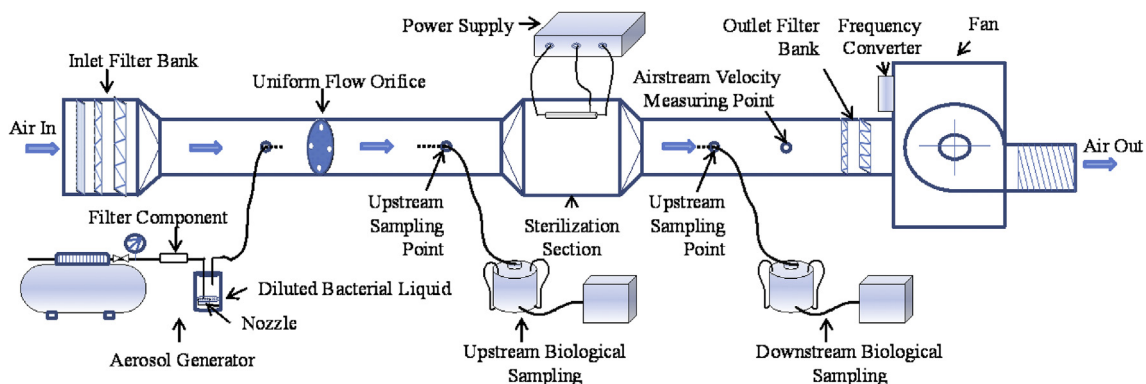 Power Supply
Outlet Filter
Bank
Frequency
Converter
Fan
Inlet Filter Bank
Uniform Flow Orifice
Airstream Velocity
Measuring Point
Air In
Air Out
Filter Component
Upstream
Sampling
Point
Sterilization
Section
Upstream
Sampling
Point
Diluted Bacterial Liquid
Nozzle
Aerosol Generator
Upstream Biological
Sampling
Downstream Biological
Sampling